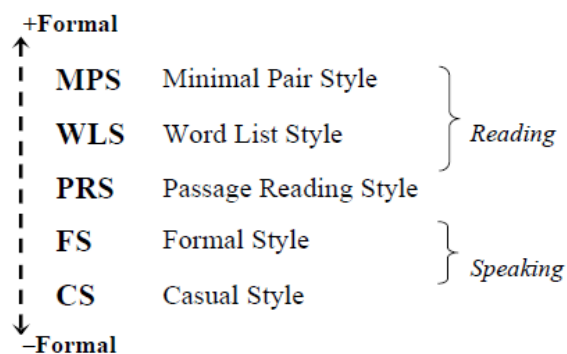 +Formal
MPS Minimal Pair Style
WLS Word List Style
Reading
PRS Passage Reading Style
FS Formal Style
Speaking
CS Casual Style
–Formal